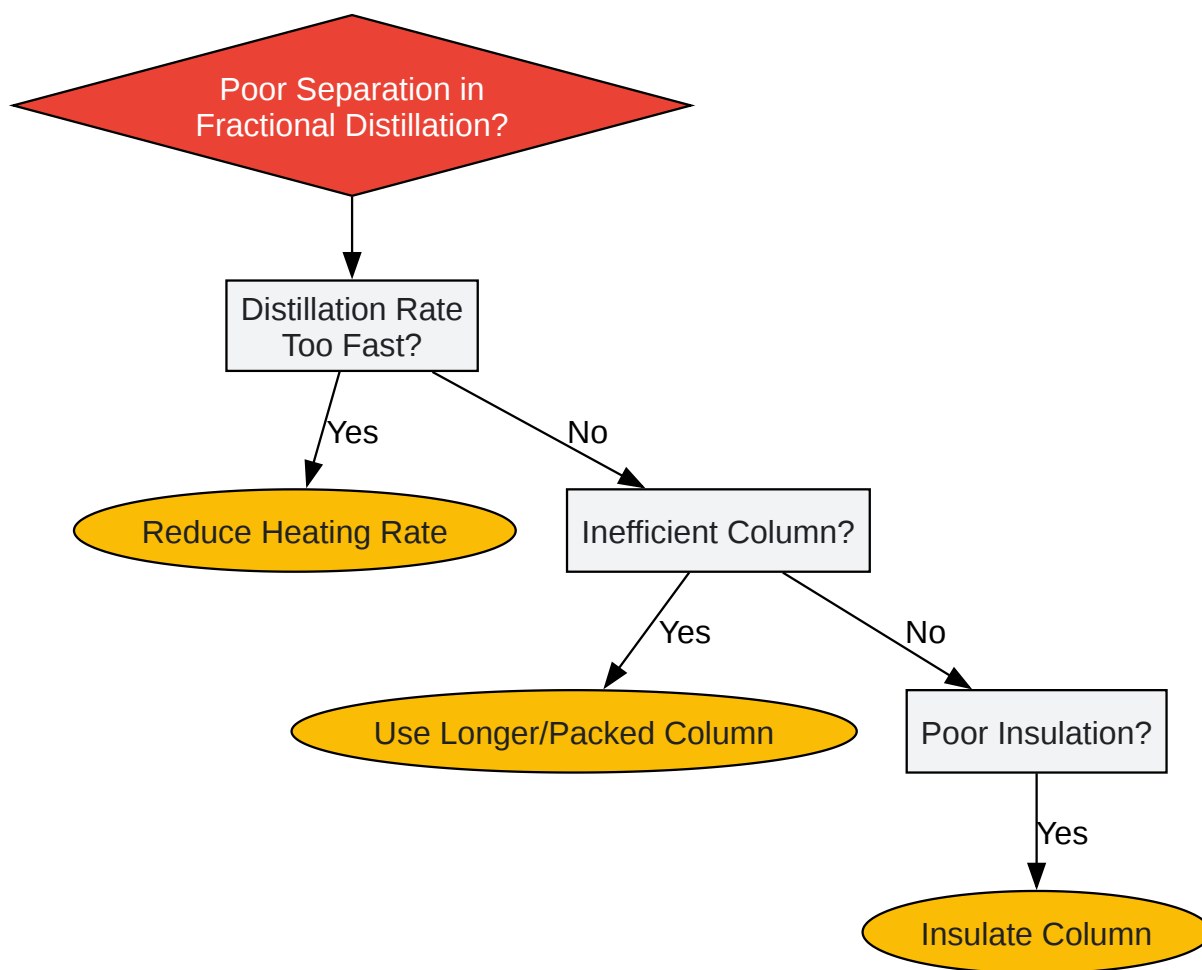 Poor Separation in
Fractional Distillation?
Distillation Rate
Too Fast?
Yes
No
Reduce Heating Rate
Inefficient Column?
Yes
No
Use Longer/Packed Column
Poor Insulation?
Yes
Insulate Column